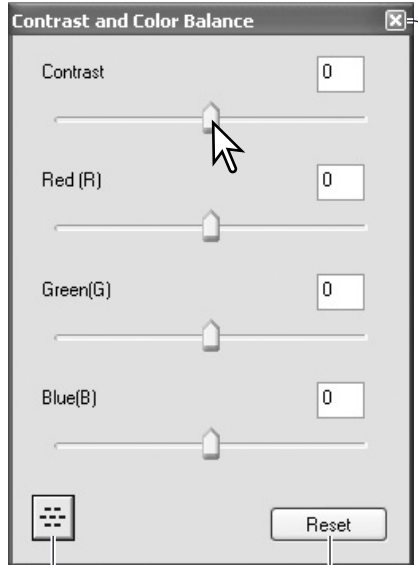 Contrast and Color Balance
Contrast 0
Red (R) 0
Green(G) 0
Blue(B) 0
Reset